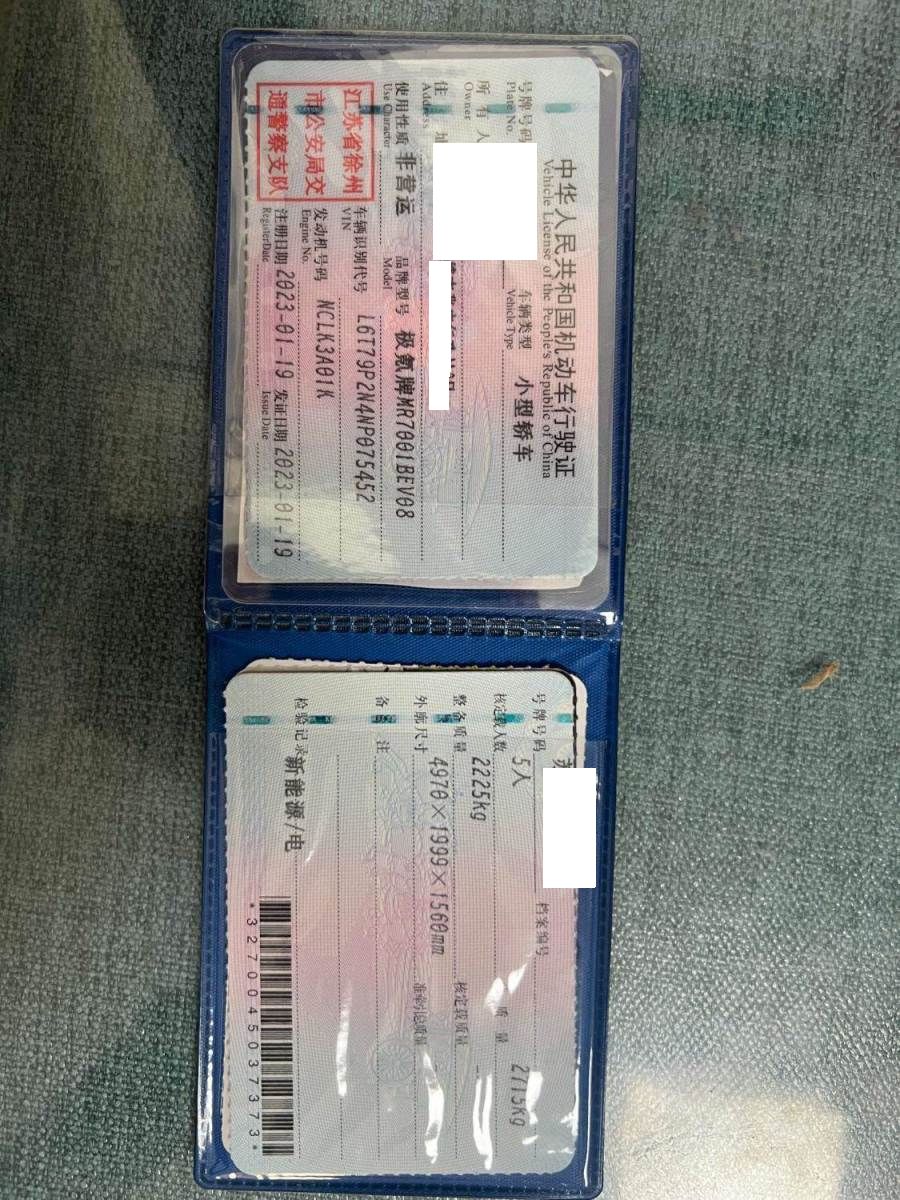 中华人民共和国机动车行驶证
Vehicle License of the People's Republic of China
号牌号码 车辆类型 小型轿车
Plate No. Vehicle Type
所有人
Owner
住址
Address
使用性质 非营运 品牌型号 极氪牌MR7001BEV08
Use Character Model
江苏省徐州
市公安局交
通警察支队
车辆识别代号 L6T79P2N4NP075452
VIN
发动机号码 NCLK3A01K
Engine No.
注册日期 2023-01-19 发证日期 2023-01-19
Register Date Issue Date
号牌号码 苏 档案编号
核定载人数 5人 质量 2715kg
整备质量 2225kg 核定载质量
外廓尺寸 4970×1999×1560mm 准牵引总质量
备注
检验记录 新能源/电
*3270045037373*